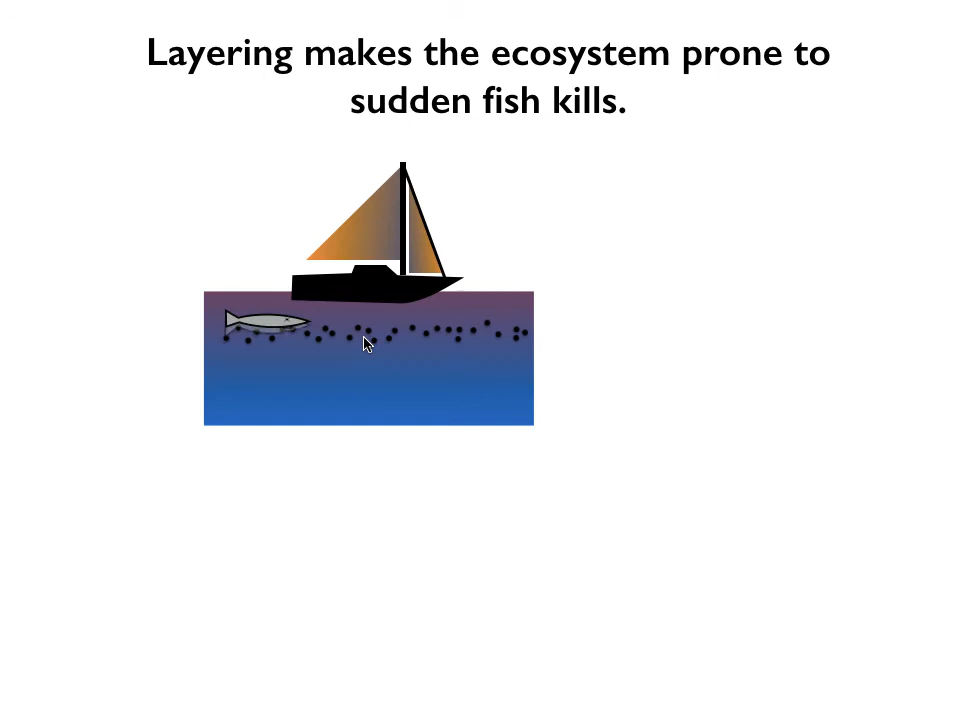 Layering makes the ecosystem prone to
sudden fish kills.